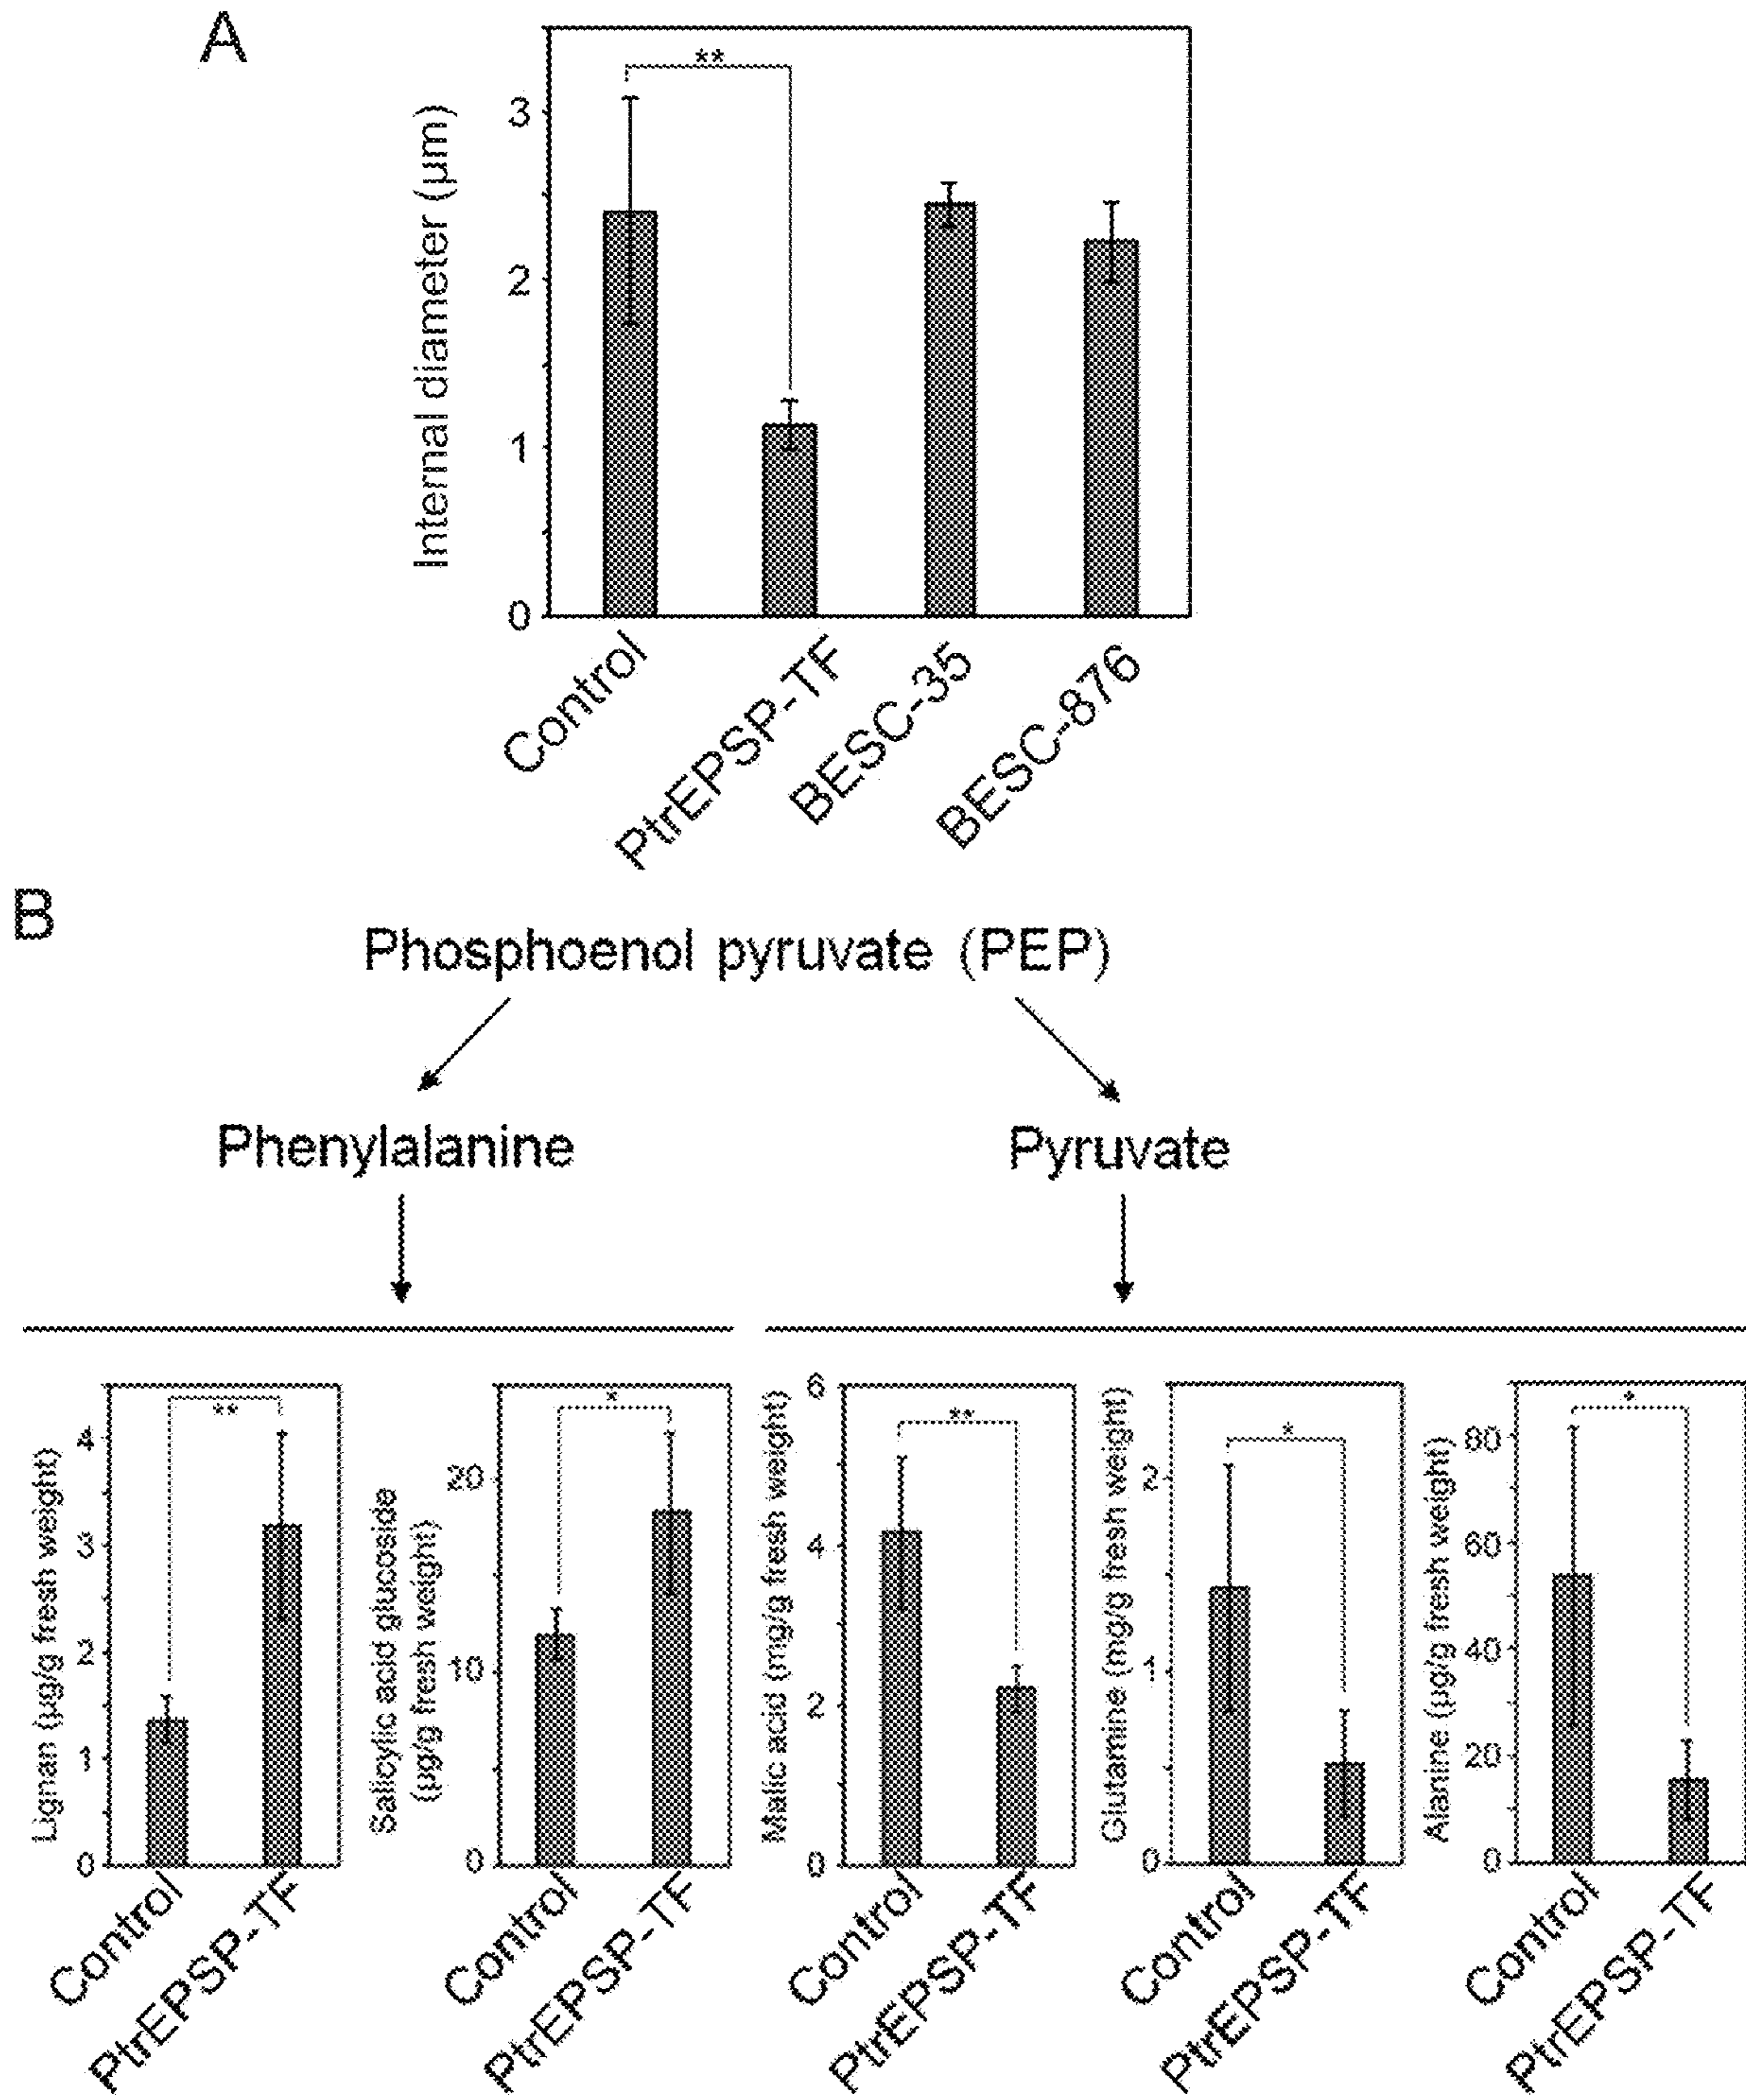 A
**
Internal diameter (µm)
3
2
1
0
Control
PtrEPSP-TF
BESC-35
BESC-876
B
Phosphoenol pyruvate (PEP)
Phenylalanine
Pyruvate
Lignan (µg/g fresh weight)
4
3
2
1
0
**
Control
PtrEPSP-TF
Salicylic acid glucoside
(µg/g fresh weight)
20
10
0
*
Control
PtrEPSP-TF
Malic acid (mg/g fresh weight)
6
4
2
0
**
Control
PtrEPSP-TF
Glutamine (mg/g fresh weight)
2
1
0
*
Control
PtrEPSP-TF
Alanine (µg/g fresh weight)
80
60
40
20
0
*
Control
PtrEPSP-TF